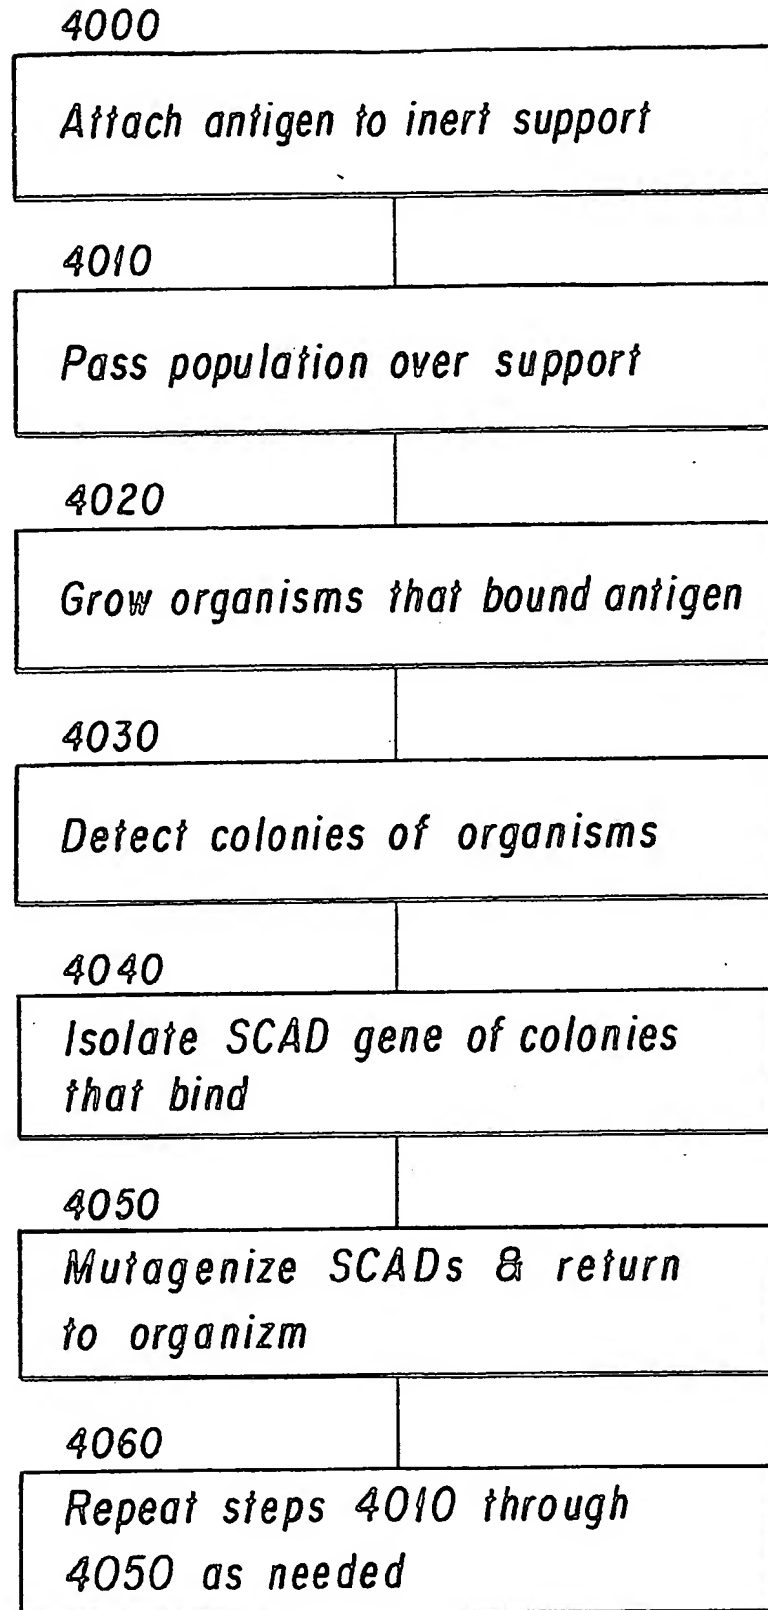 4000
Attach antigen to inert support
4010
Pass population over support
4020
Grow organisms that bound antigen
4030
Detect colonies of organisms
4040
Isolate SCAD gene of colonies
that bind
4050
Mutagenize SCADs & return
to organizm
4060
Repeat steps 4010 through
4050 as needed